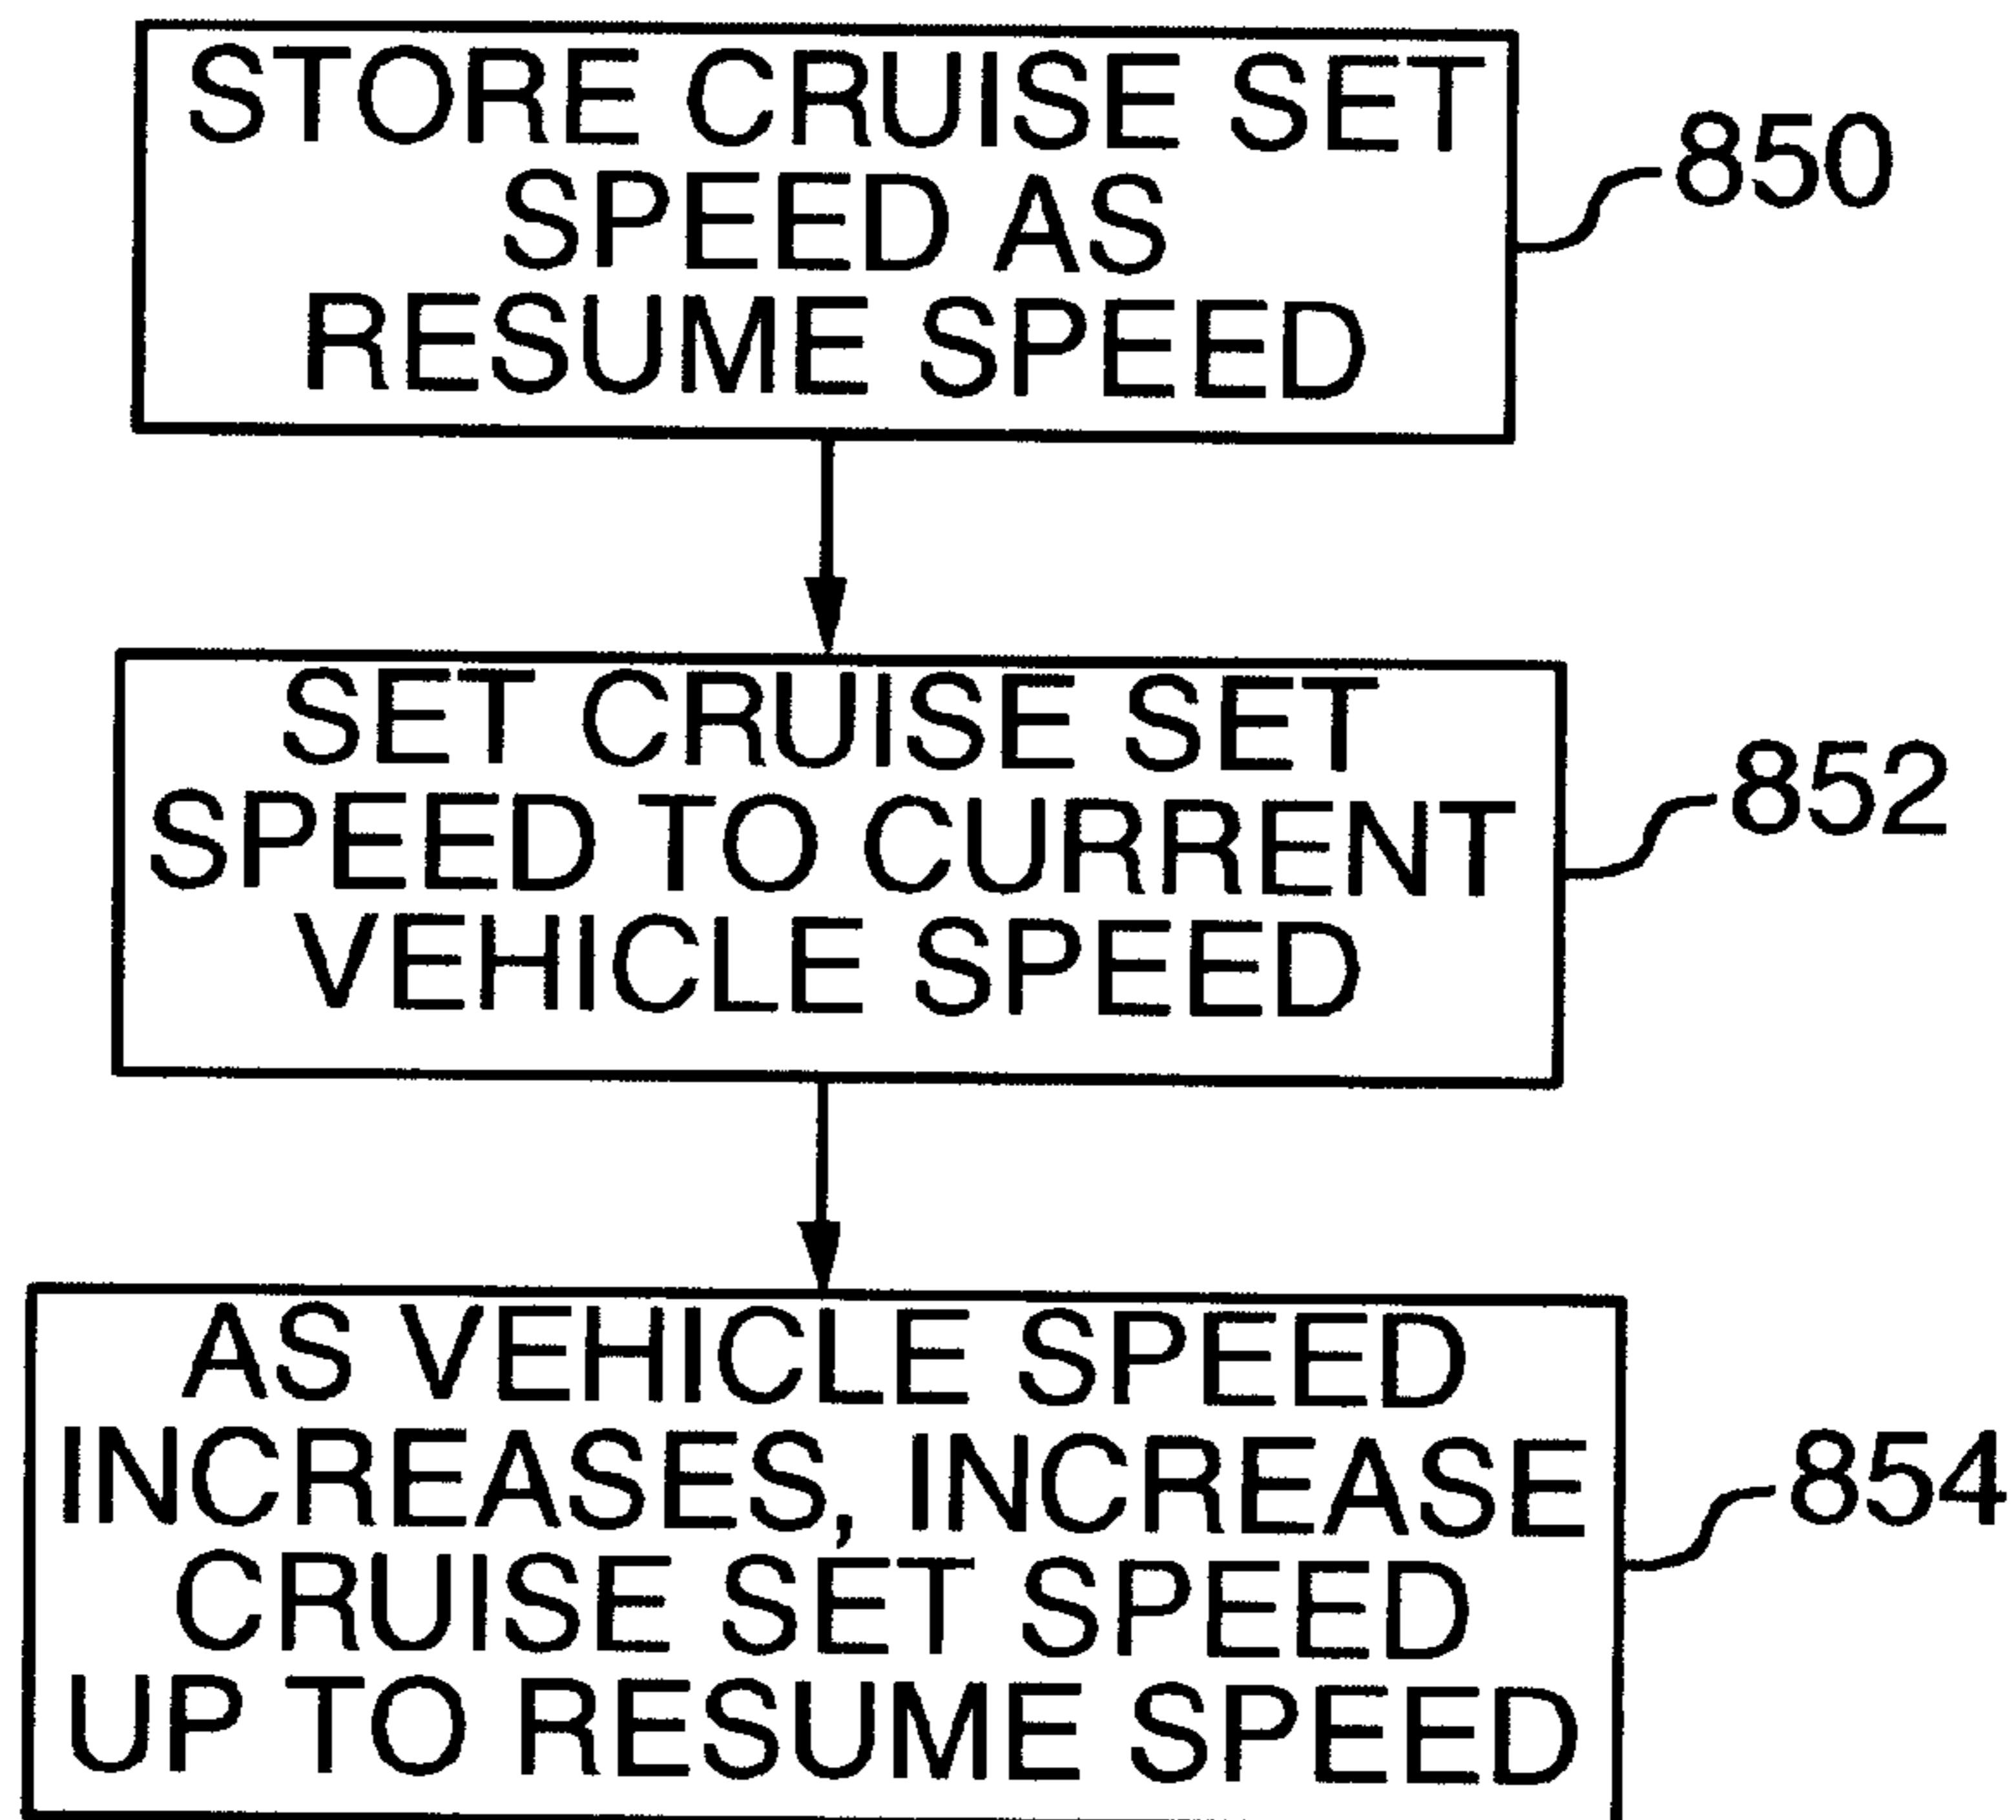 STORE CRUISE SET
SPEED AS
RESUME SPEED
850
SET CRUISE SET
SPEED TO CURRENT
VEHICLE SPEED
852
AS VEHICLE SPEED
INCREASES, INCREASE
CRUISE SET SPEED
UP TO RESUME SPEED
854